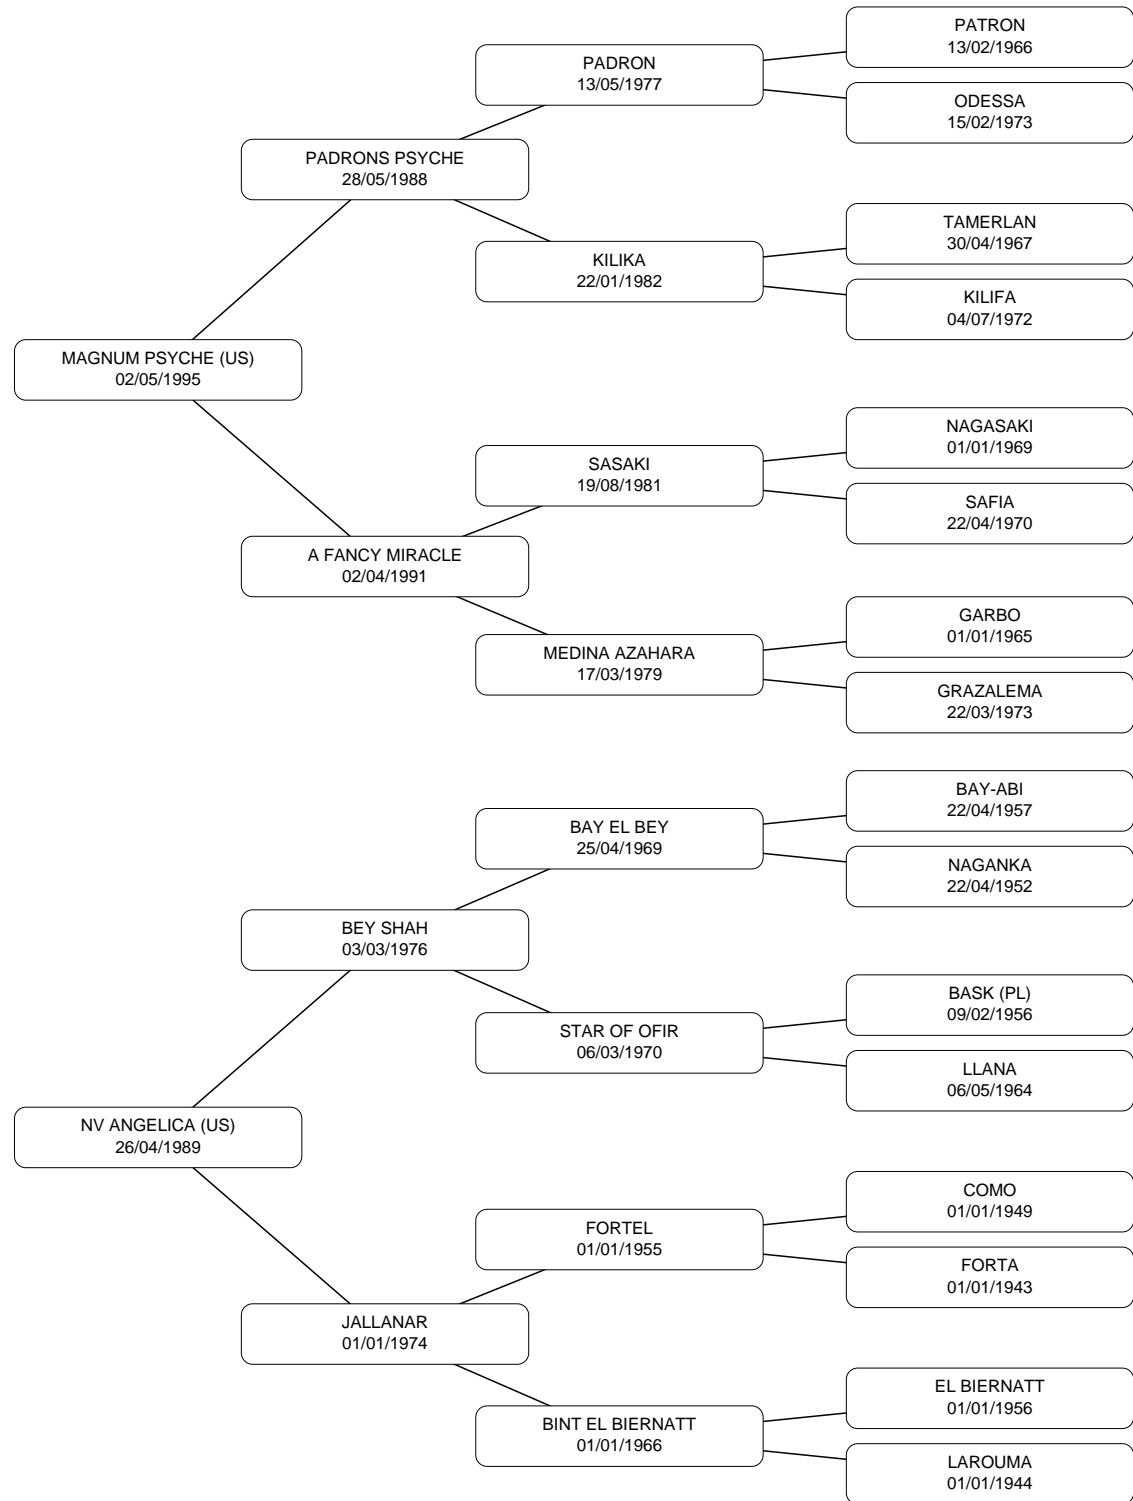 PATRON
13/02/1966
PADRON
13/05/1977
ODESSA
15/02/1973
PADRONS PSYCHE
28/05/1988
TAMERLAN
30/04/1967
KILIKA
22/01/1982
KILIFA
04/07/1972
MAGNUM PSYCHE (US)
02/05/1995
NAGASAKI
01/01/1969
SASAKI
19/08/1981
SAFIA
22/04/1970
A FANCY MIRACLE
02/04/1991
GARBO
01/01/1965
MEDINA AZAHARA
17/03/1979
GRAZALEMA
22/03/1973
BAY-ABI
22/04/1957
BAY EL BEY
25/04/1969
NAGANKA
22/04/1952
BEY SHAH
03/03/1976
BASK (PL)
09/02/1956
STAR OF OFIR
06/03/1970
LLANA
06/05/1964
NV ANGELICA (US)
26/04/1989
COMO
01/01/1949
FORTEL
01/01/1955
FORTA
01/01/1943
JALLANAR
01/01/1974
EL BIERNATT
01/01/1956
BINT EL BIERNATT
01/01/1966
LAROUMA
01/01/1944